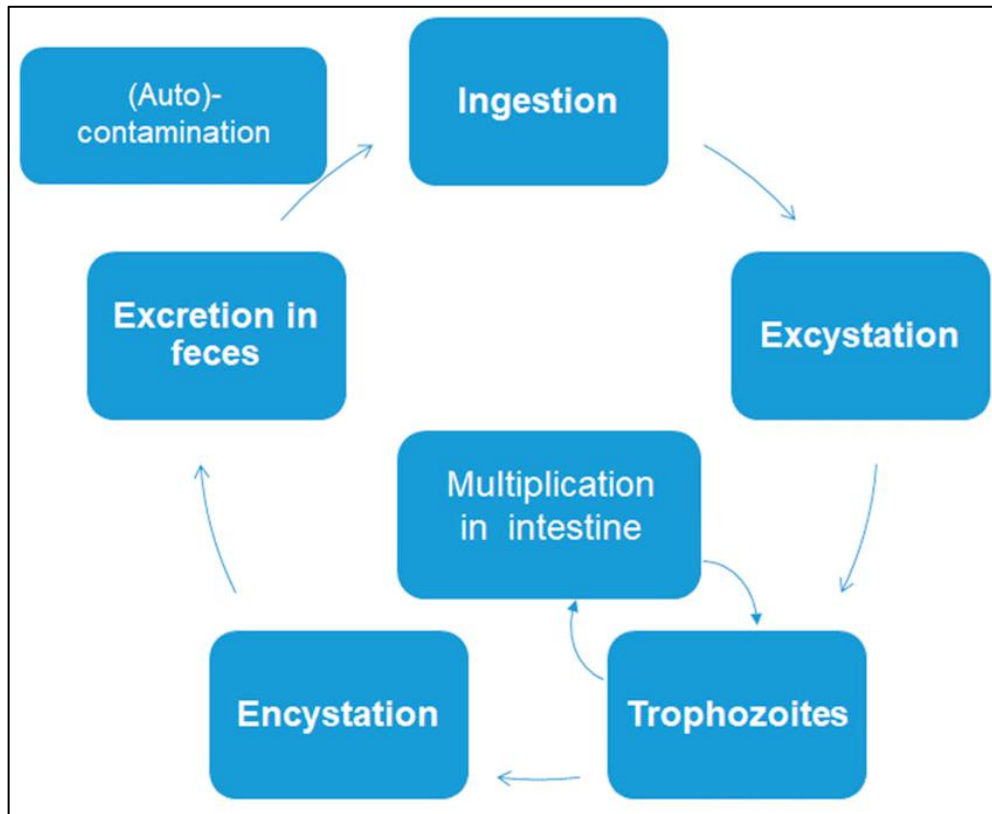 (Auto)-
contamination
Ingestion
Excretion in
feces
Excystation
Multiplication
in intestine
Encystation
Trophozoites